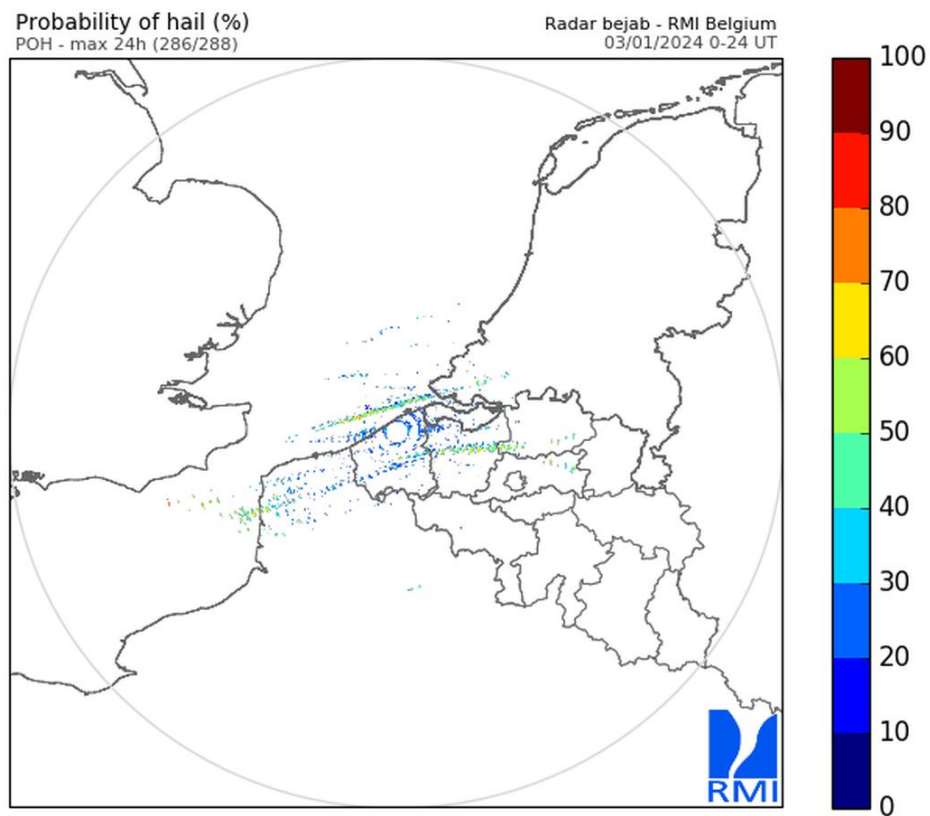 Probability of hail (%)
POH - max 24h (286/288)
Radar bejab - RMI Belgium
03/01/2024 0-24 UT
100
90
80
70
60
50
40
30
20
10
0
RMI